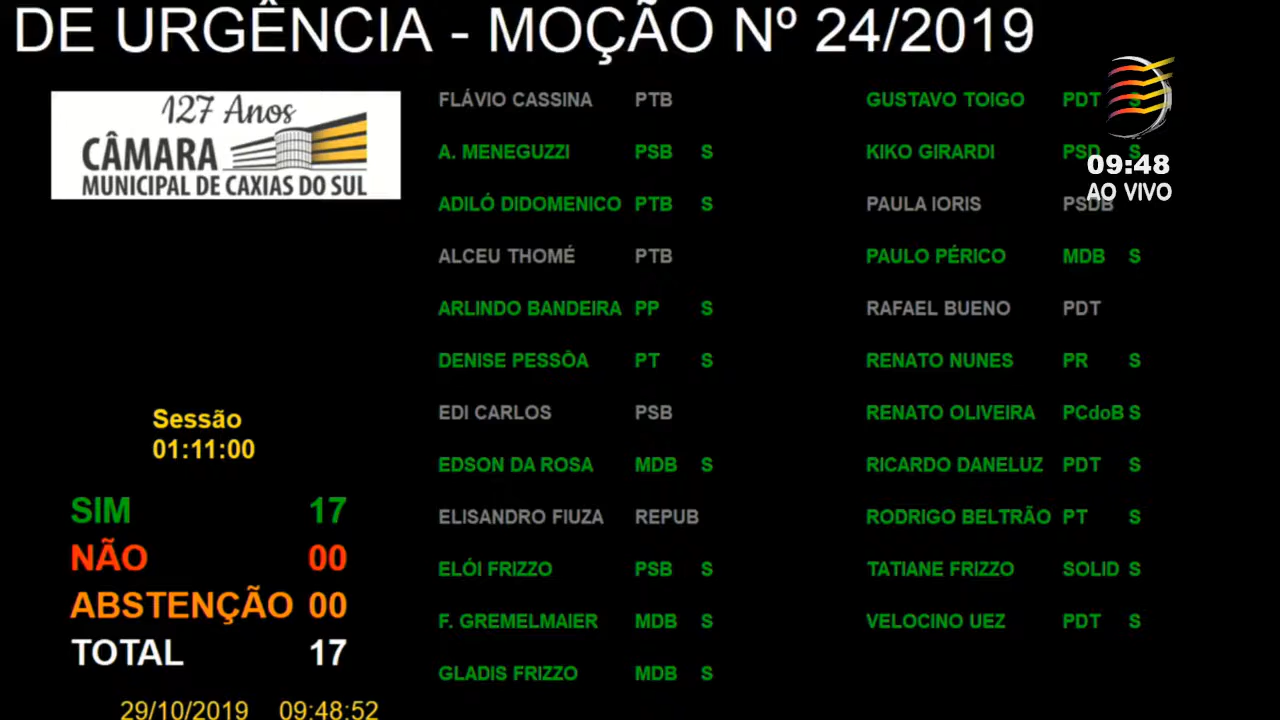 DE URGÊNCIA - MOÇÃO Nº 24/2019
127 Anos
CÂMARA
MUNICIPAL DE CAXIAS DO SUL
Sessão
01:11:00
SIM 17
NÃO 00
ABSTENÇÃO 00
TOTAL 17
29/10/2019 09:48:52
FLÁVIO CASSINA PTB
A. MENEGUZZI PSB S
ADILÓ DIDOMENICO PTB S
ALCEU THOMÉ PTB
ARLINDO BANDEIRA PP S
DENISE PESSÔA PT S
EDI CARLOS PSB
EDSON DA ROSA MDB S
ELISANDRO FIUZA REPUB
ELÓI FRIZZO PSB S
F. GREMELMAIER MDB S
GLADIS FRIZZO MDB S
GUSTAVO TOIGO PDT S
KIKO GIRARDI PSD S
PAULA IORIS PSDB
PAULO PÉRICO MDB S
RAFAEL BUENO PDT
RENATO NUNES PR S
RENATO OLIVEIRA PCdoB S
RICARDO DANELUZ PDT S
RODRIGO BELTRÃO PT S
TATIANE FRIZZO SOLID S
VELOCINO UEZ PDT S
09:48
AO VIVO